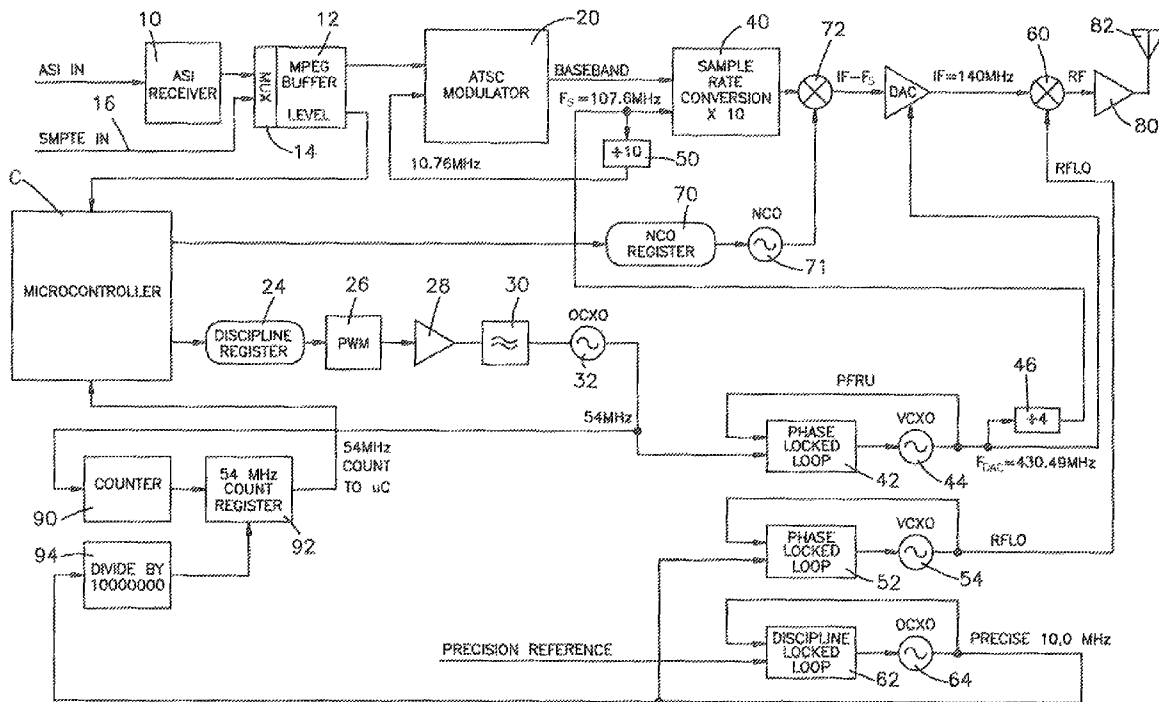 10
12
20
40
72
60
82
ASI IN
ASI
RECEIVER
MUX
MPEG
BUFFER
LEVEL
ATSC
MODULATOR
BASEBAND
Fs=107.6MHz
SAMPLE
RATE
CONVERSION
X 10
IF-Fs
DAC
IF=140MHz
RF
80
16
SMPTE IN
14
÷10
50
10.76MHz
RFLO
C
70
NCO
REGISTER
NCO
71
MICROCONTROLLER
24
26
28
30
DISCIPLINE
REGISTER
PWM
OCXO
32
PFRU
46
÷4
54MHz
PHASE
LOCKED
LOOP
42
VCXO
44
FDAC=430.49MHz
54MHz
COUNT
TO uC
COUNTER
90
54 MHz
COUNT
REGISTER
92
94
DIVIDE BY
10000000
PHASE
LOCKED
LOOP
52
VCXO
54
RFLO
PRECISION REFERENCE
DISCIPLINE
LOCKED
LOOP
62
OCXO
64
PRECISE 10,0 MHz